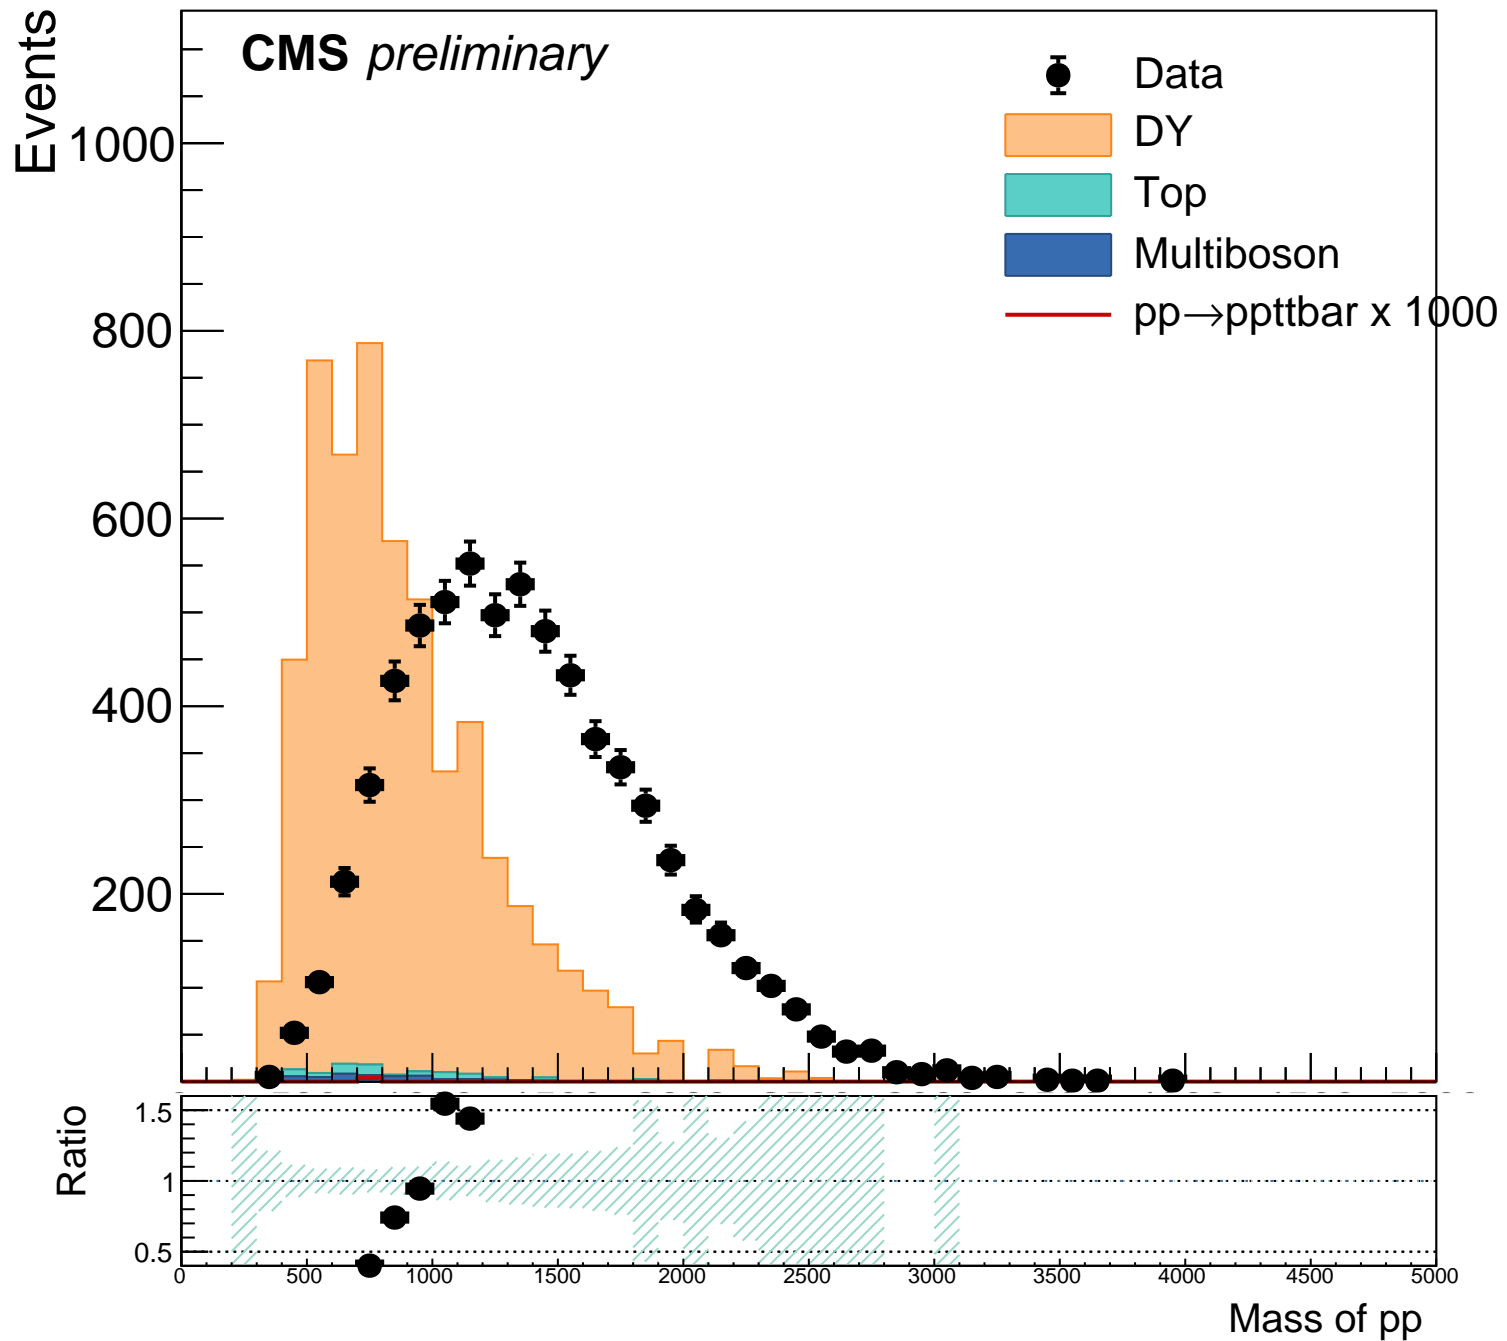 Events
CMS preliminary
Data
DY
Top
Multiboson
pp→ppttbar x 1000
1000
800
600
400
200
Ratio
1.5
1
0.5
0 500 1000 1500 2000 2500 3000 3500 4000 4500 5000
Mass of pp